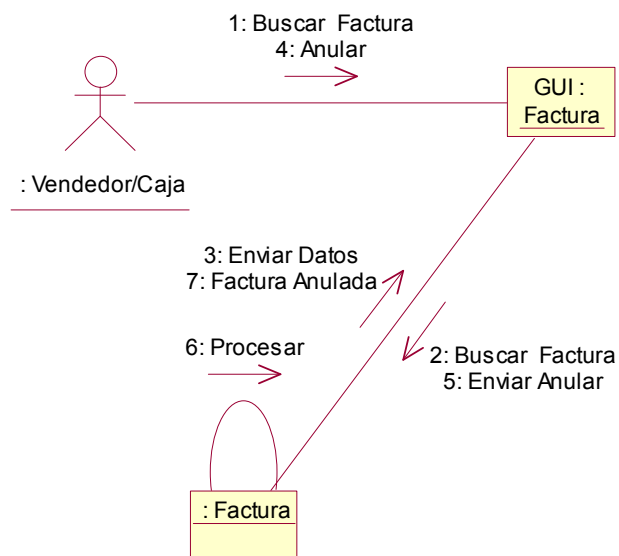 1: Buscar Factura
4: Anular
GUI :
Factura
: Vendedor/Caja
3: Enviar Datos
7: Factura Anulada
6: Procesar
2: Buscar Factura
5: Enviar Anular
: Factura